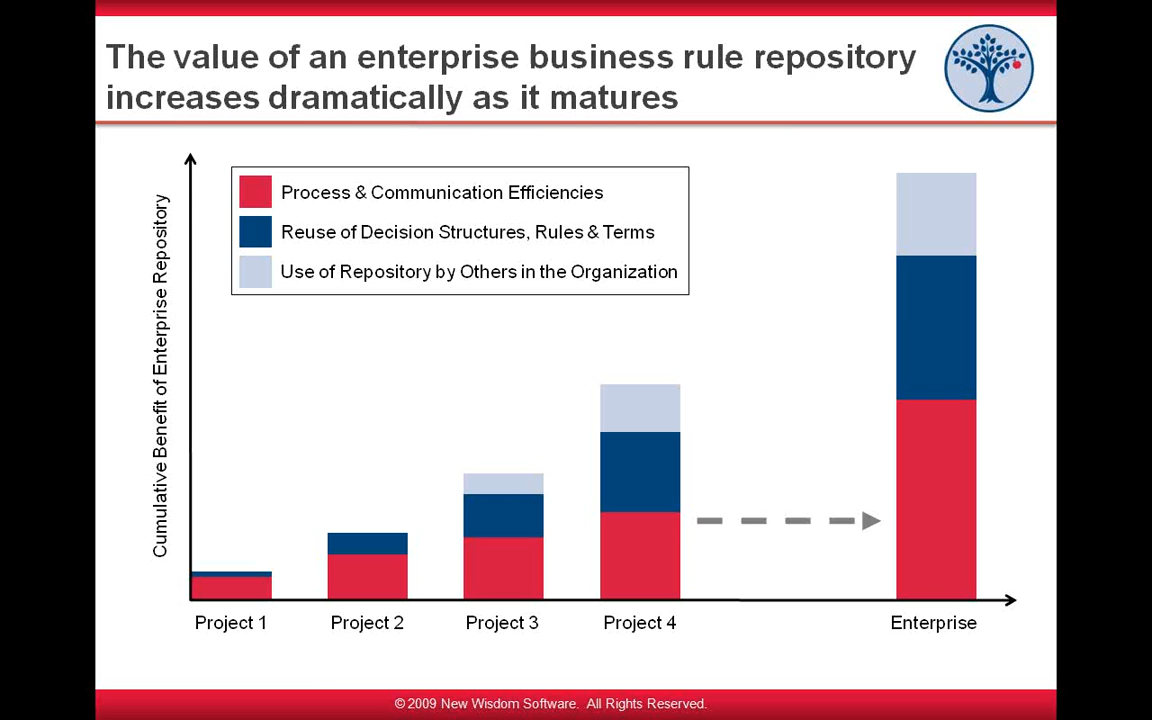 The value of an enterprise business rule repository
increases dramatically as it matures
Process & Communication Efficiencies
Reuse of Decision Structures, Rules & Terms
Use of Repository by Others in the Organization
Cumulative Benefit of Enterprise Repository
Project 1
Project 2
Project 3
Project 4
Enterprise
© 2009 New Wisdom Software. All Rights Reserved.